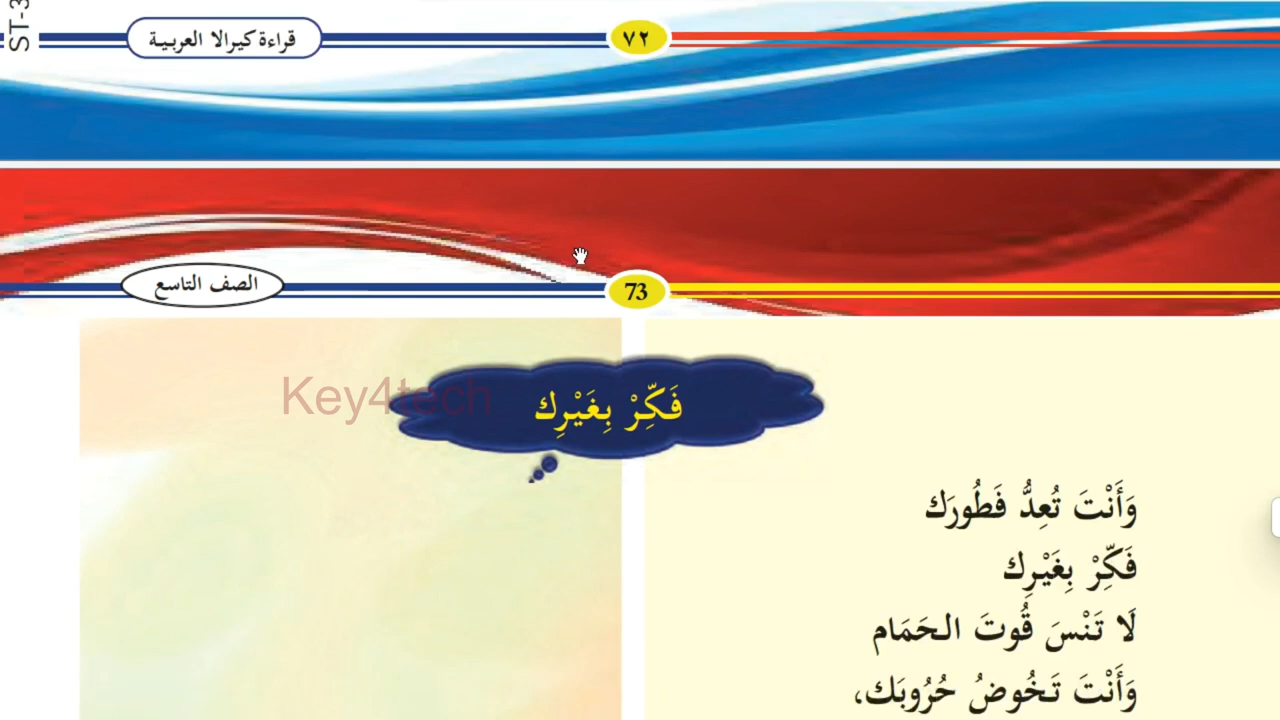 ST-3
قراءة كيرالا العربية
٧٢
الصف التاسع
73
Key4tech
فَكِّرْ بِغَيْرِك
وَأَنْتَ تُعِدُّ فَطُورَك
فَكِّرْ بِغَيْرِك
لَا تَنْسَ قُوتَ الحَمَام
وَأَنْتَ تَخُوضُ حُرُوبَك،